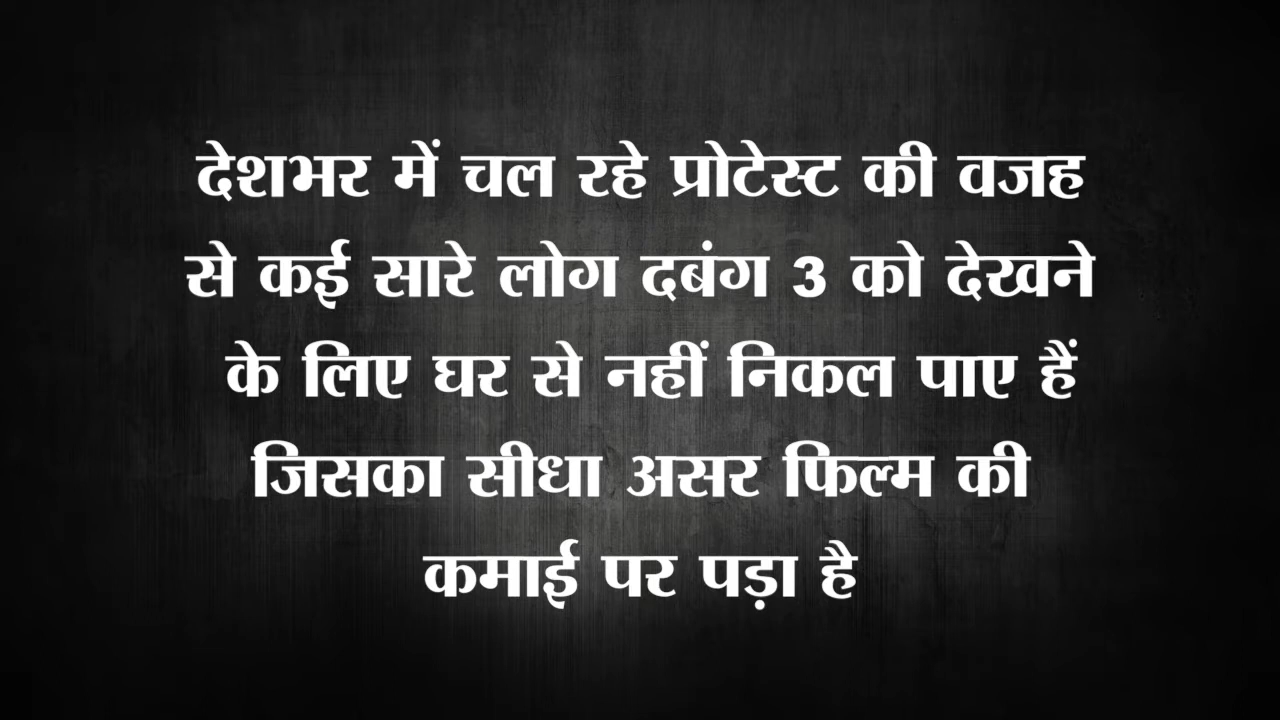 देशभर में चल रहे प्रोटेस्ट की वजह
से कई सारे लोग दबंग 3 को देखने
के लिए घर से नहीं निकल पाए हैं
जिसका सीधा असर फिल्म की
कमाई पर पड़ा है